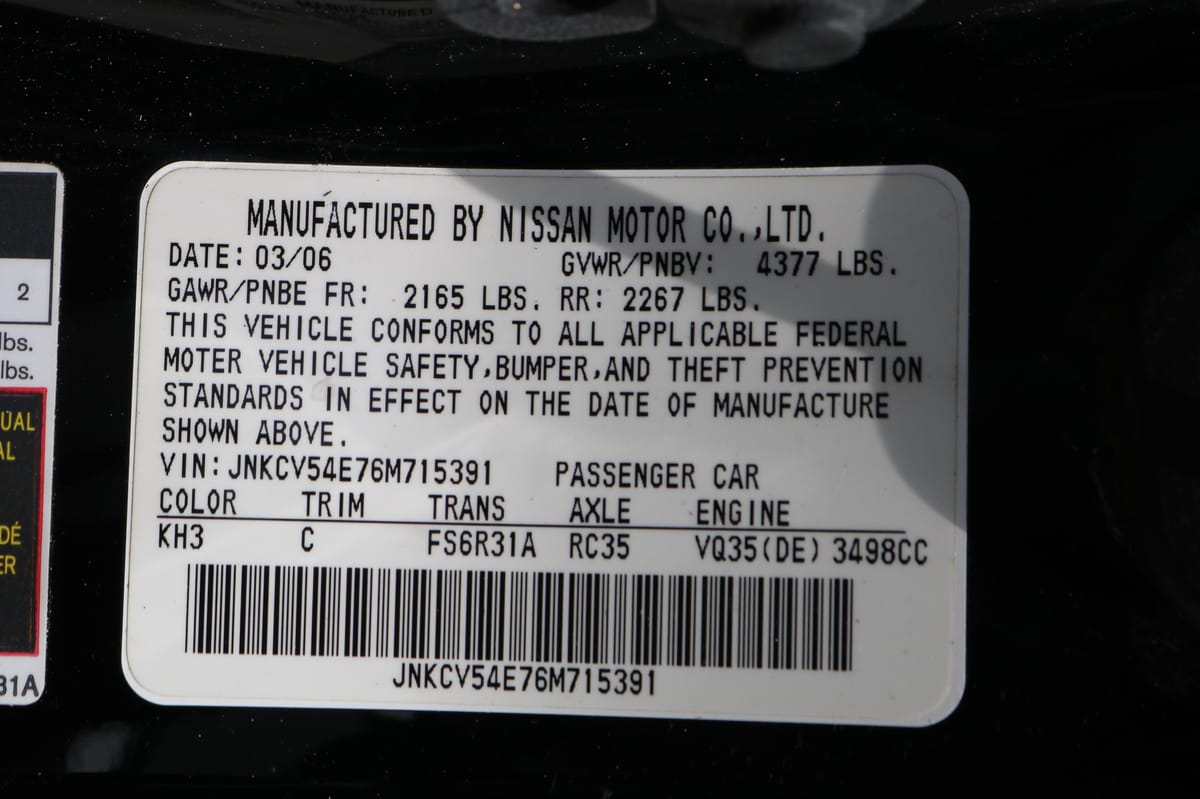 MANUFACTURED
MANUFACTURED BY NISSAN MOTOR CO.,LTD.
DATE: 03/06 GVWR/PNBV: 4377 LBS.
GAWR/PNBE FR: 2165 LBS. RR: 2267 LBS.
THIS VEHICLE CONFORMS TO ALL APPLICABLE FEDERAL
MOTER VEHICLE SAFETY,BUMPER,AND THEFT PREVENTION
STANDARDS IN EFFECT ON THE DATE OF MANUFACTURE
SHOWN ABOVE.
VIN: JNKCV54E76M715391 PASSENGER CAR
COLOR TRIM TRANS AXLE ENGINE
KH3 C FS6R31A RC35 VQ35(DE) 3498CC
JNKCV54E76M715391
2
lbs.
lbs.
UAL
AL
DÉ
ER
31A